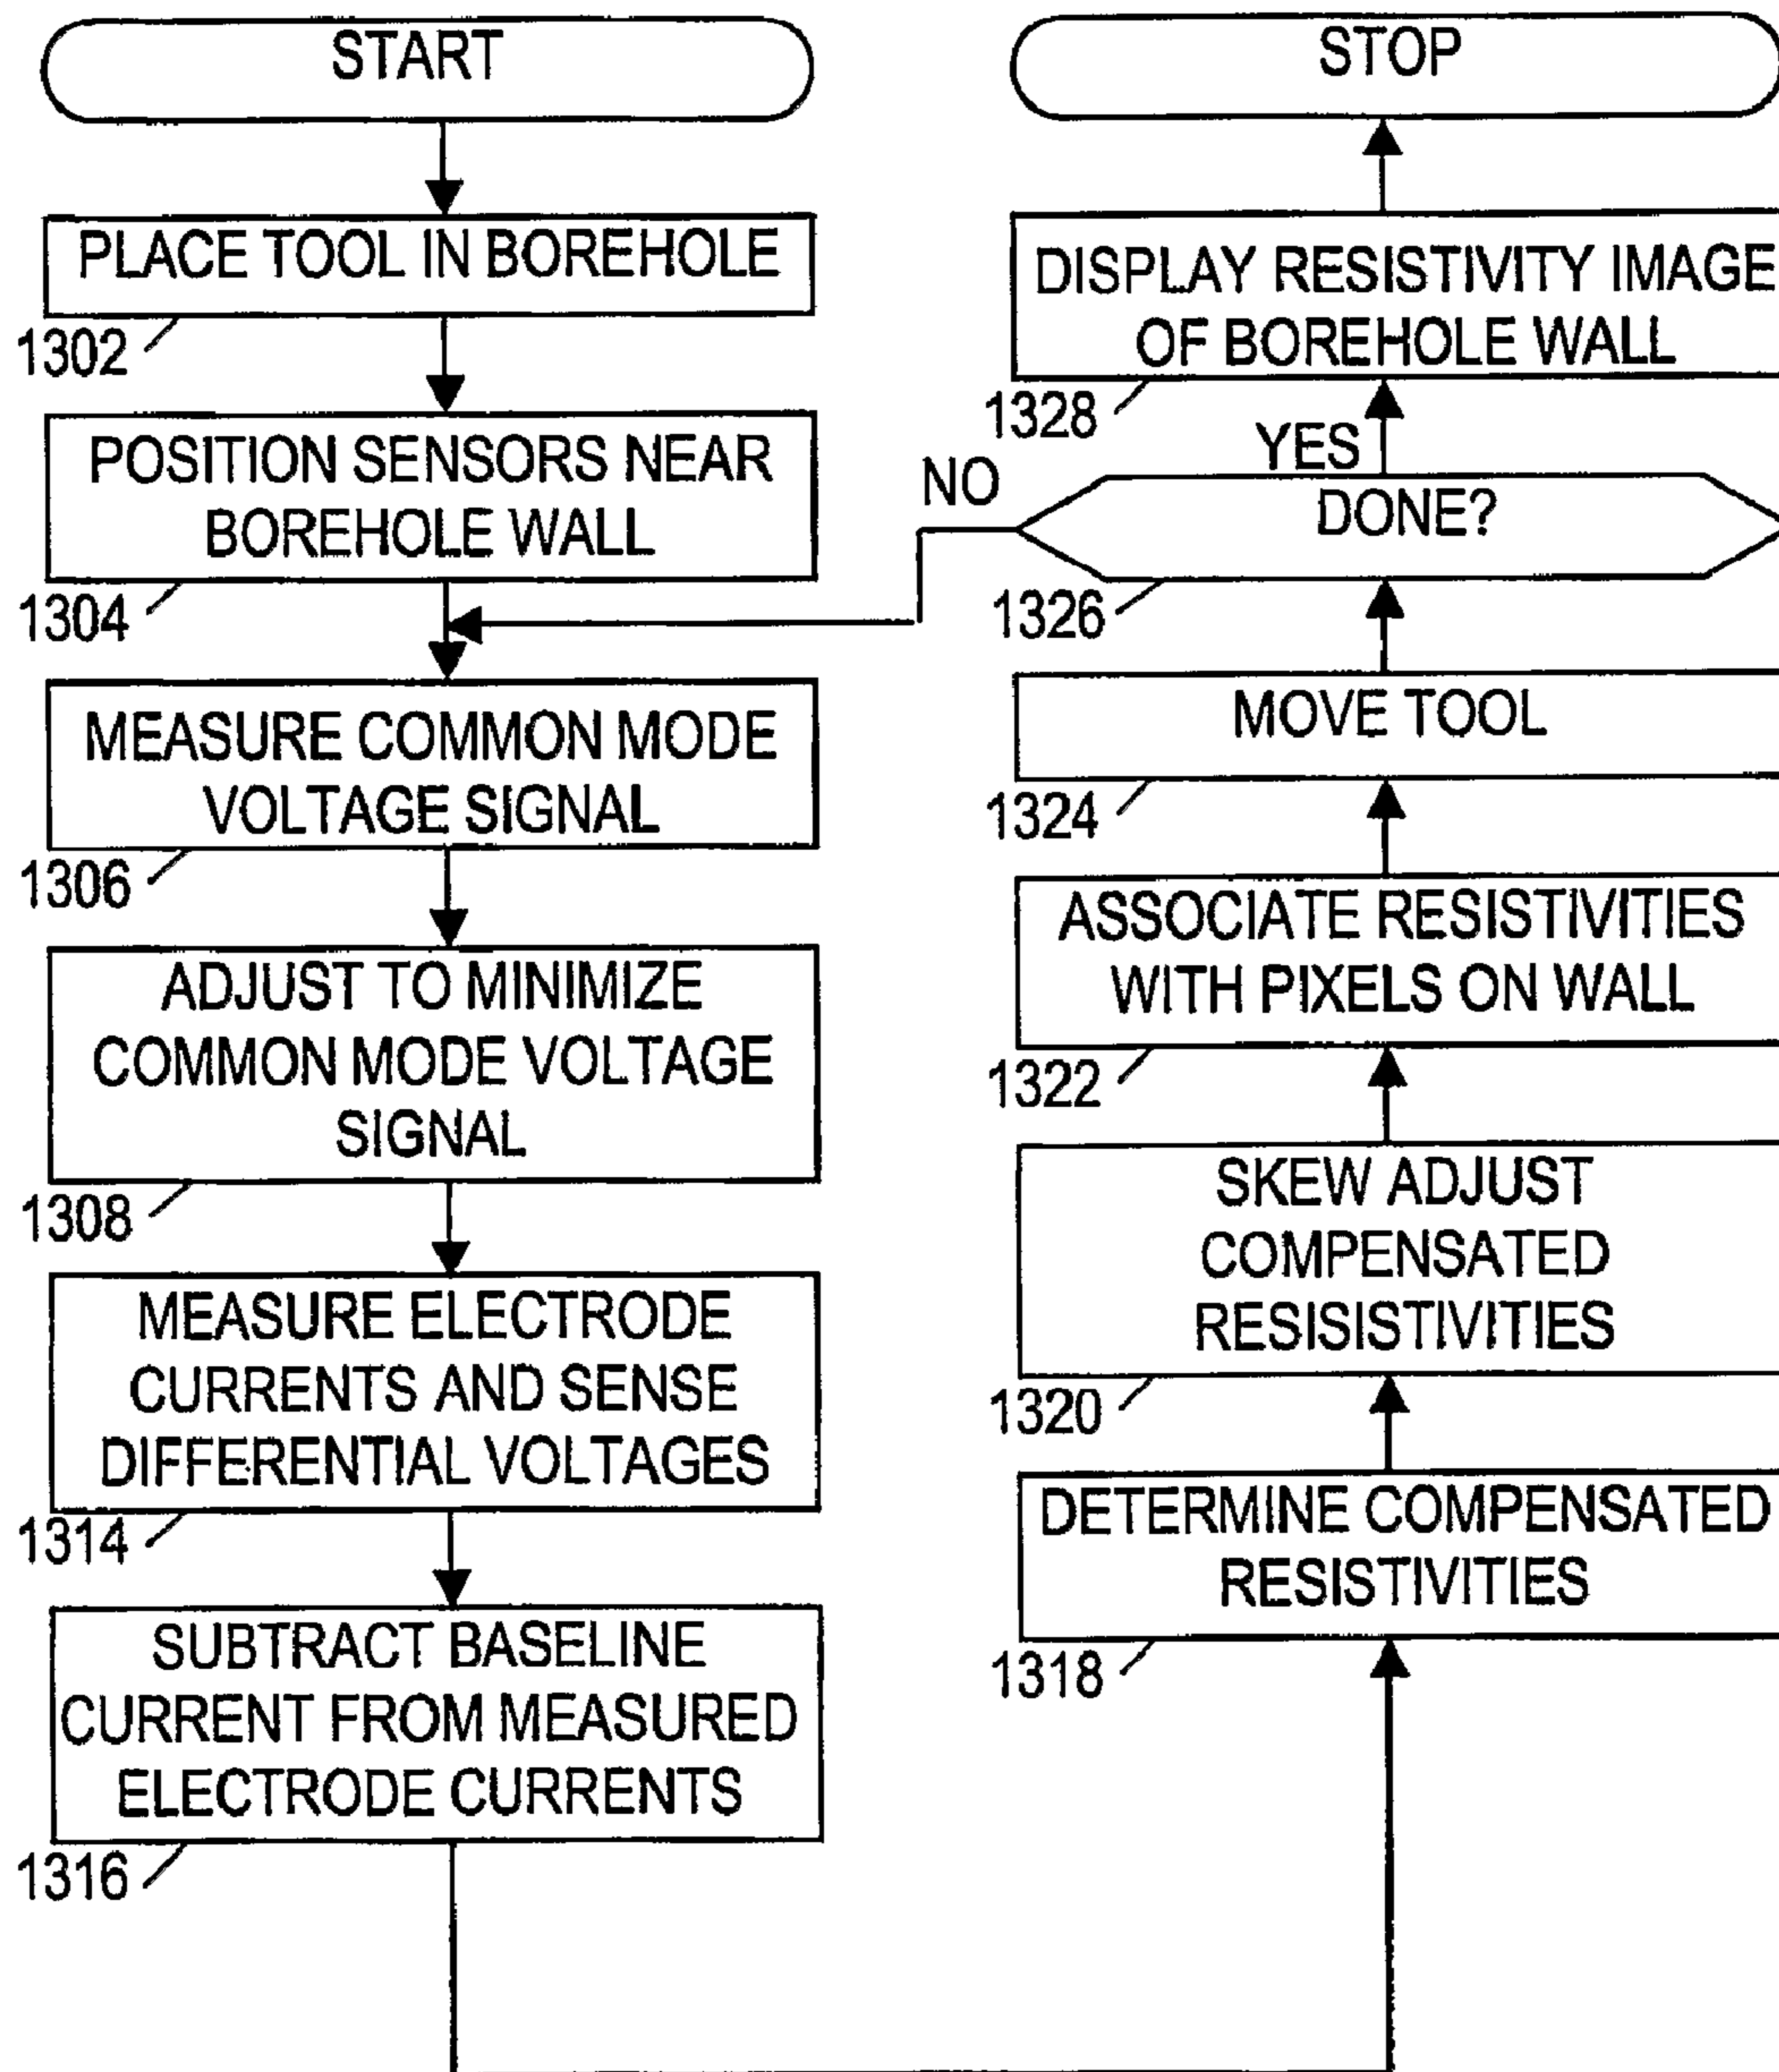 START
PLACE TOOL IN BOREHOLE
1302
POSITION SENSORS NEAR
BOREHOLE WALL
1304
MEASURE COMMON MODE
VOLTAGE SIGNAL
1306
ADJUST TO MINIMIZE
COMMON MODE VOLTAGE
SIGNAL
1308
MEASURE ELECTRODE
CURRENTS AND SENSE
DIFFERENTIAL VOLTAGES
1314
SUBTRACT BASELINE
CURRENT FROM MEASURED
ELECTRODE CURRENTS
1316
STOP
DISPLAY RESISTIVITY IMAGE
OF BOREHOLE WALL
1328
YES
NO
DONE?
1326
MOVE TOOL
1324
ASSOCIATE RESISTIVITIES
WITH PIXELS ON WALL
1322
SKEW ADJUST
COMPENSATED
RESISISTIVITIES
1320
DETERMINE COMPENSATED
RESISTIVITIES
1318